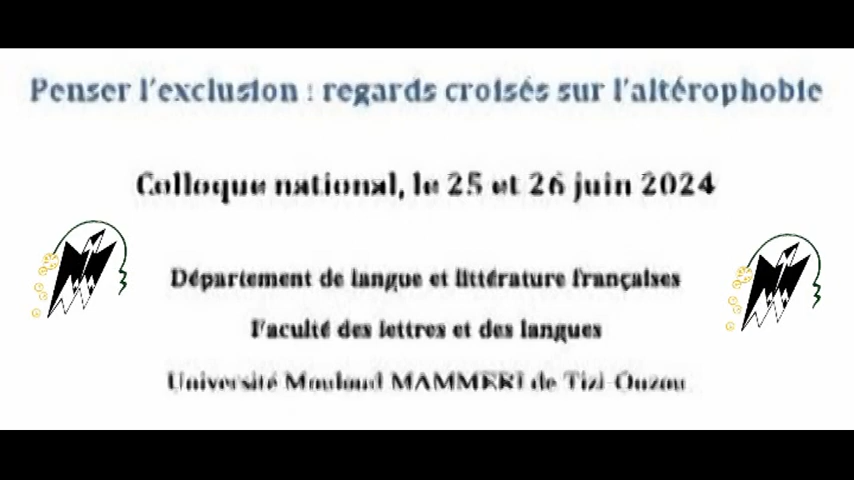 Penser l'exclusion : regards croisés sur l'altérophobie
Colloque national, le 25 et 26 juin 2024
Département de langue et littérature françaises
Faculté des lettres et des langues
Université Mouloud MAMMERI de Tizi-Ouzou